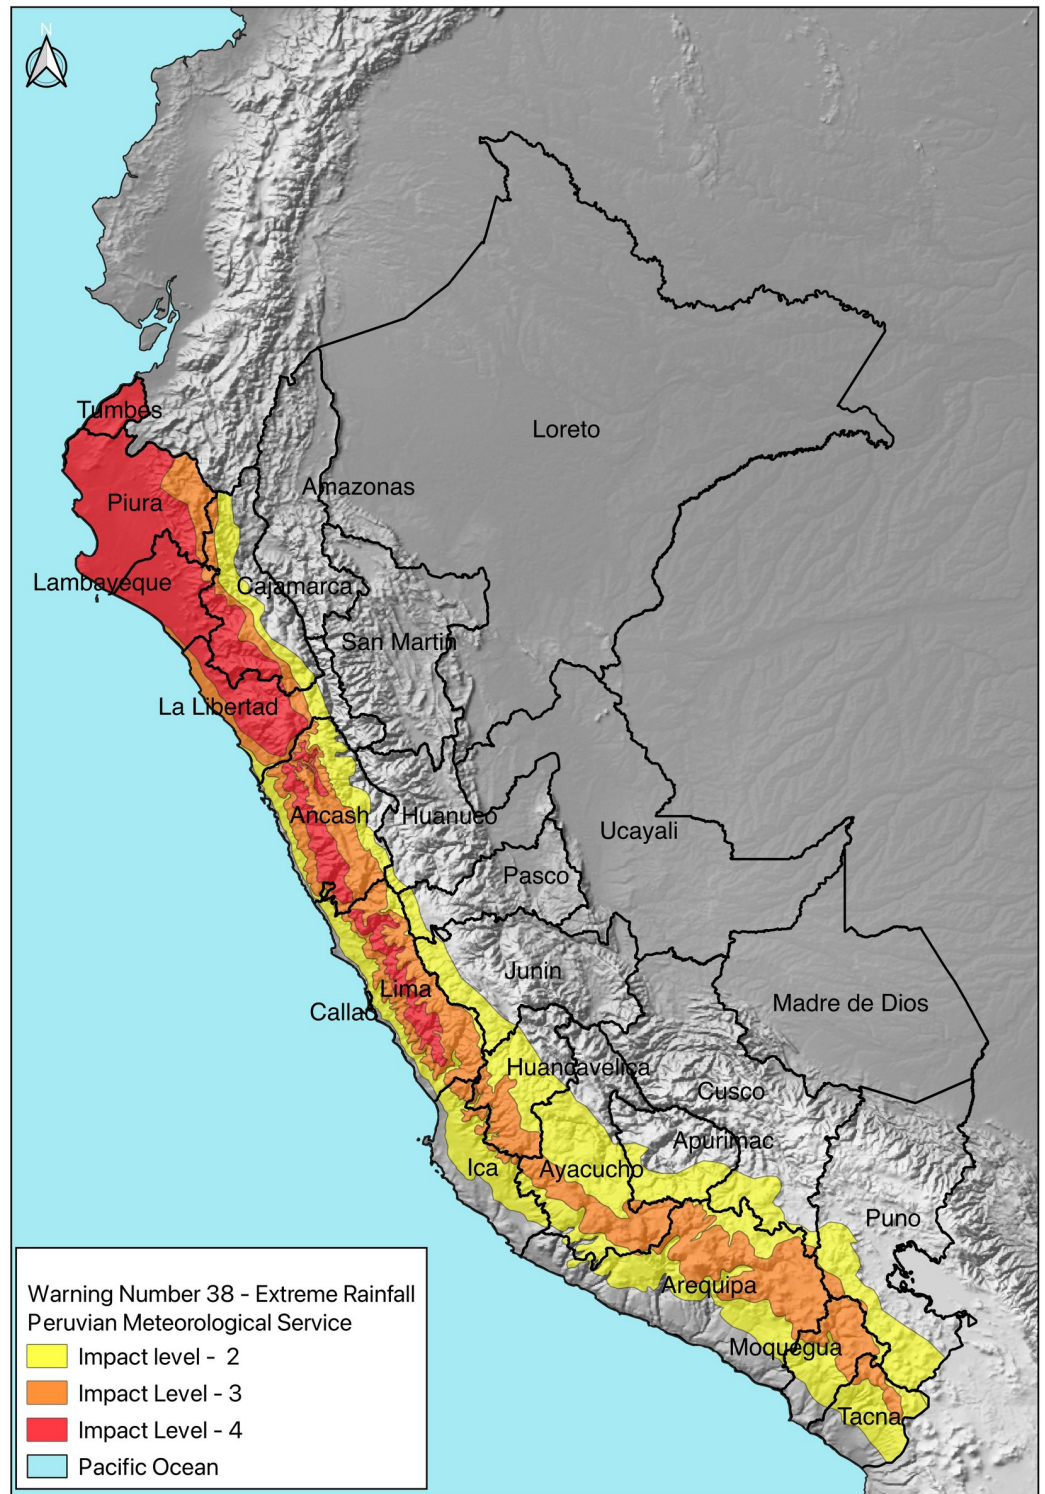 N
Loreto
Tumbes
Amazonas
Piura
Lambayeque
Cajamarca
San Martin
La Libertad
Ancash
Huanuco
Ucayali
Pasco
Junin
Lima
Callao
Madre de Dios
Huancavelica
Cusco
Apurimac
Ica
Ayacucho
Puno
Arequipa
Moquegua
Tacna
Warning Number 38 - Extreme Rainfall
Peruvian Meteorological Service
Impact level - 2
Impact Level - 3
Impact Level - 4
Pacific Ocean